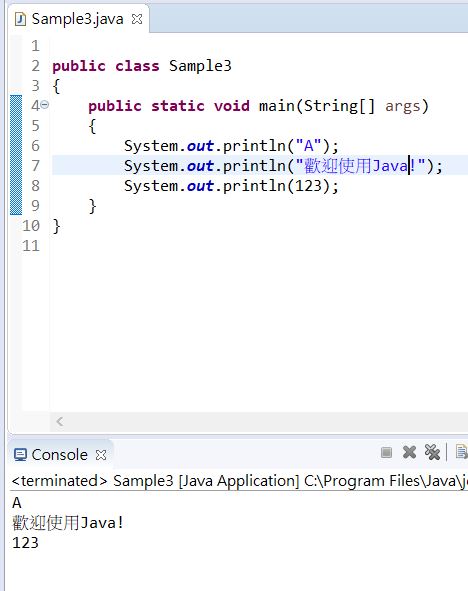 Sample3.java
1
2 public class Sample3
3 {
4 public static void main(String[] args)
5 {
6 System.out.println("A");
7 System.out.println("歡迎使用Java!");
8 System.out.println(123);
9 }
10 }
11
Console
<terminated> Sample3 [Java Application] C:\Program Files\Java\j
A
歡迎使用Java!
123